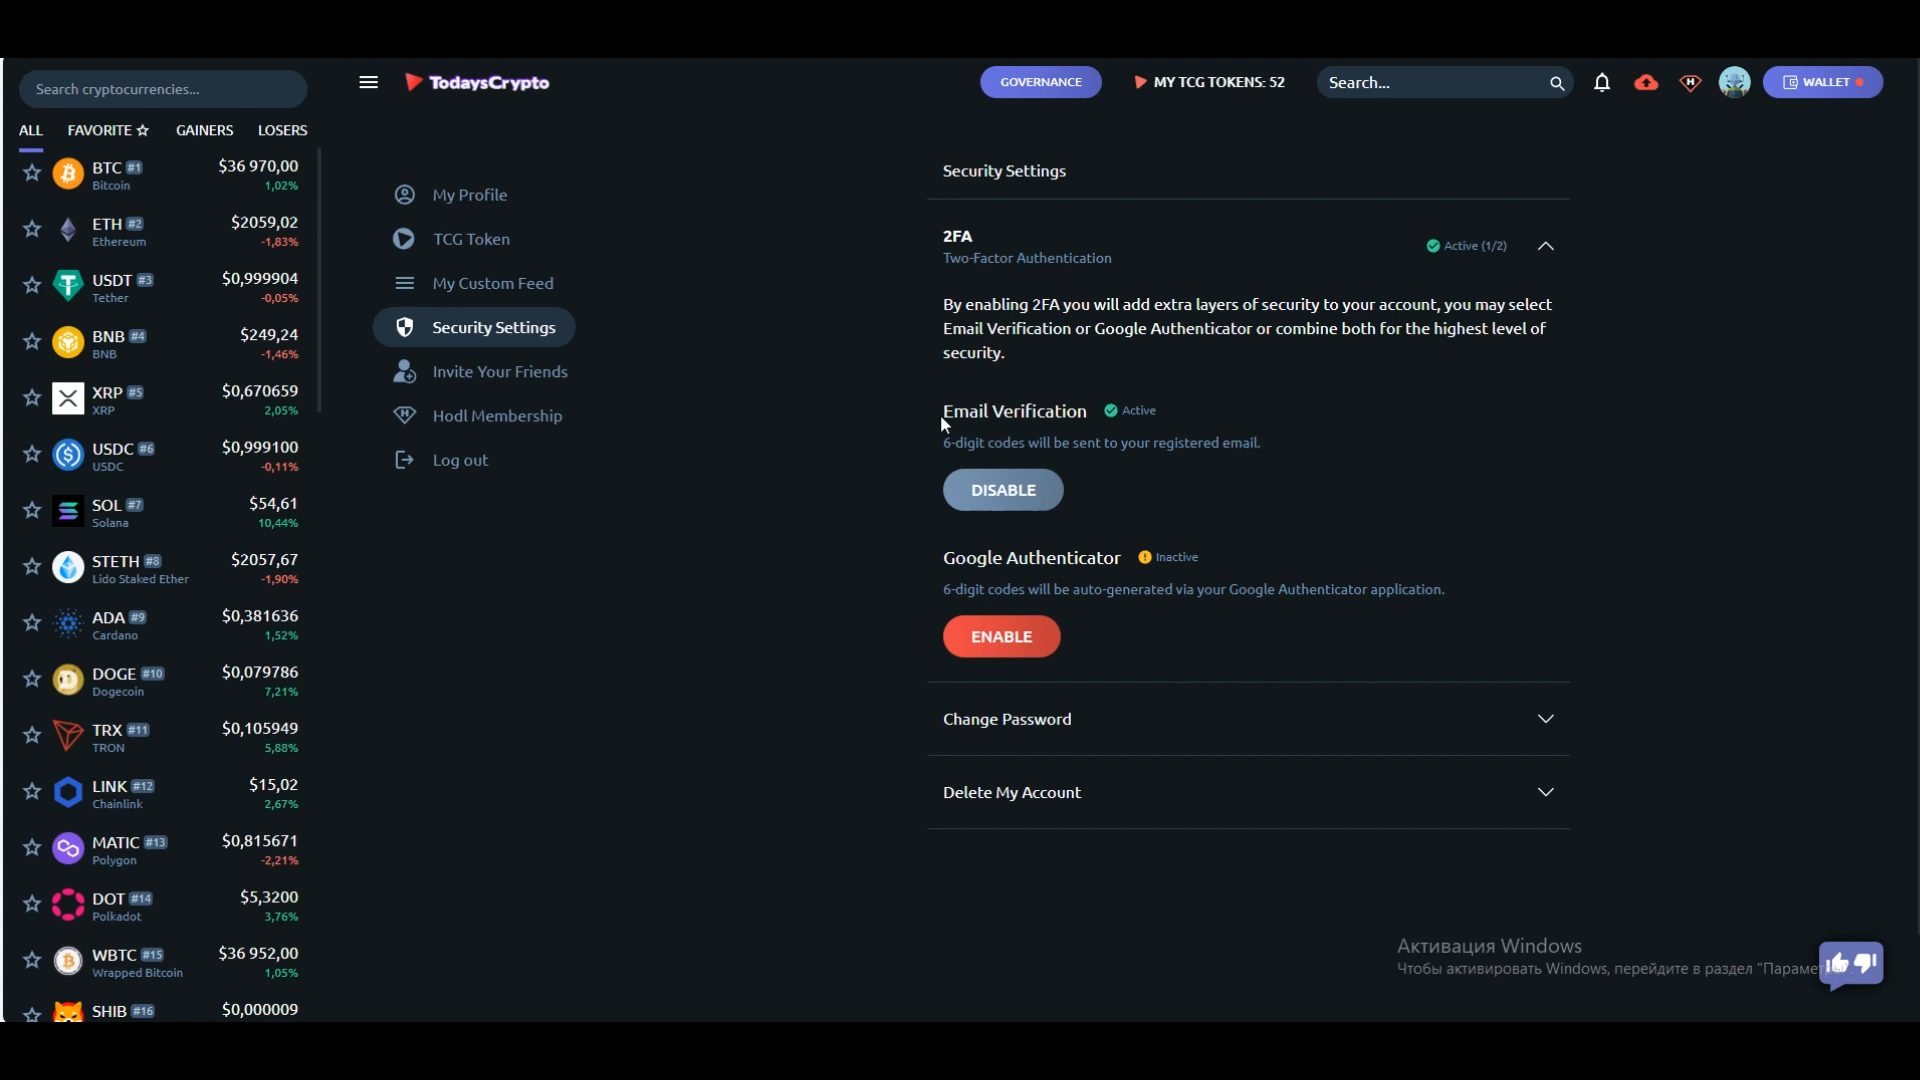 Search cryptocurrencies...
ALL FAVORITE GAINERS LOSERS
BTC #1 $36 970,00
Bitcoin 1,02%
ETH #2 $2059,02
Ethereum -1,83%
USDT #3 $0,999904
Tether -0,05%
BNB #4 $249,24
BNB -1,46%
XRP #5 $0,670659
XRP 2,05%
USDC #6 $0,999100
USDC -0,11%
SOL #7 $54,61
Solana 10,44%
STETH #8 $2057,67
Lido Staked Ether -1,90%
ADA #9 $0,381636
Cardano 1,52%
DOGE #10 $0,079786
Dogecoin 7,21%
TRX #11 $0,105949
TRON 5,88%
LINK #12 $15,02
Chainlink 2,67%
MATIC #13 $0,815671
Polygon -2,21%
DOT #14 $5,3200
Polkadot 3,76%
WBTC #15 $36 952,00
Wrapped Bitcoin 1,05%
SHIB #16 $0,000009
TodaysCrypto
GOVERNANCE MY TCG TOKENS: 52 Search... WALLET
My Profile
TCG Token
My Custom Feed
Security Settings
Invite Your Friends
Hodl Membership
Log out
Security Settings
2FA
Two-Factor Authentication
Active (1/2)
By enabling 2FA you will add extra layers of security to your account, you may select
Email Verification or Google Authenticator or combine both for the highest level of
security.
Email Verification Active
6-digit codes will be sent to your registered email.
DISABLE
Google Authenticator Inactive
6-digit codes will be auto-generated via your Google Authenticator application.
ENABLE
Change Password
Delete My Account
Активация Windows
Чтобы активировать Windows, перейдите в раздел